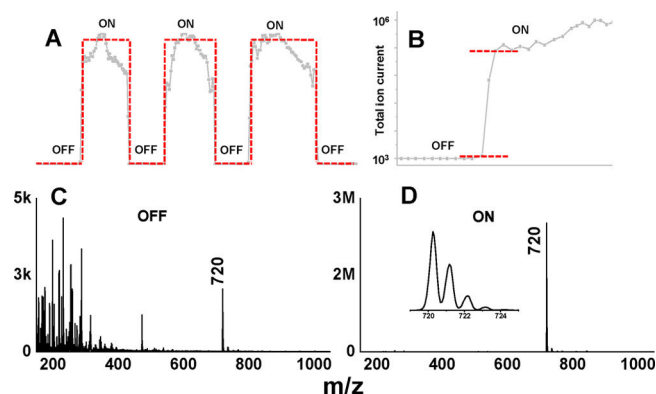 A
ON
ON
ON
OFF
OFF
OFF
OFF
B
ON
OFF
Total ion current
10⁶
10³
C
OFF
5k
3k
0
720
200 400 600 800 1000
D
ON
3M
2M
0
720
720 722 724
200 400 600 800 1000
m/z